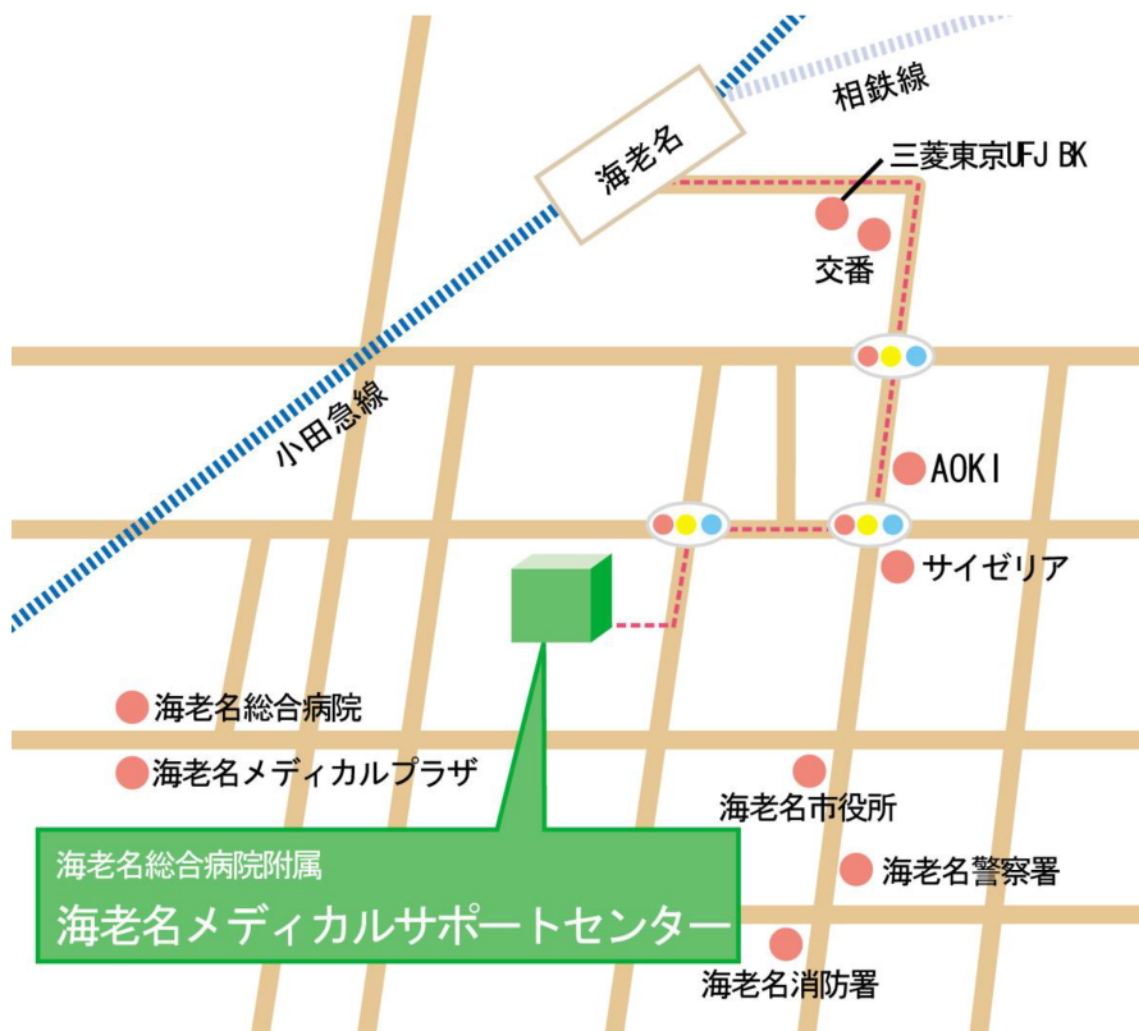 相鉄線
海老名
三菱東京UFJ BK
交番
小田急線
AOKI
サイゼリア
海老名総合病院
海老名メディカルプラザ
海老名市役所
海老名総合病院附属
海老名メディカルサポートセンター
海老名警察署
海老名消防署